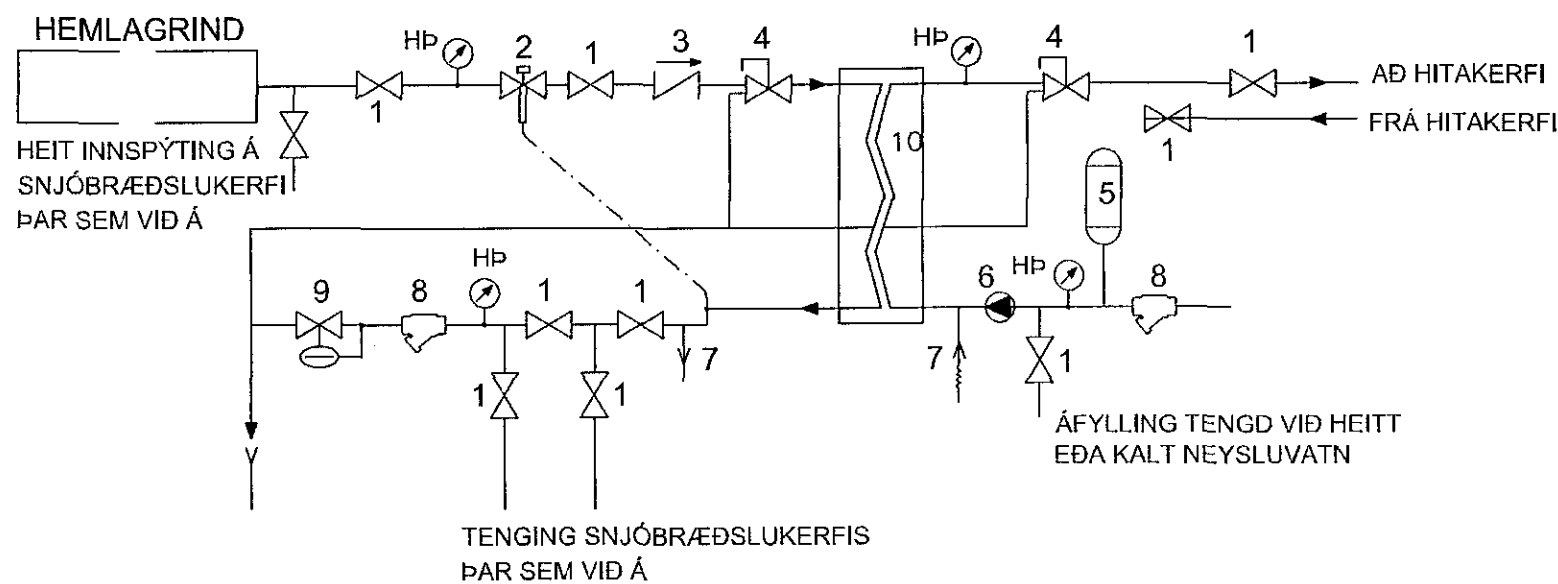 HEMLAGRIND
HÞ
2
1
3
4
HÞ
4
1
1
AÐ HITAKERFI
FRÁ HITAKERFI
1
10
HEIT INNSPÝTING Á
SNJÓBRÆÐSLUKERFI
ÞAR SEM VIÐ Á
5
9
8
HÞ
1
1
7
6
HÞ
8
7
1
1
1
ÁFYLLING TENGD VIÐ HEITT
EÐA KALT NEYSLUVATN
TENGING SNJÓBRÆÐSLUKERFIS
ÞAR SEM VIÐ Á